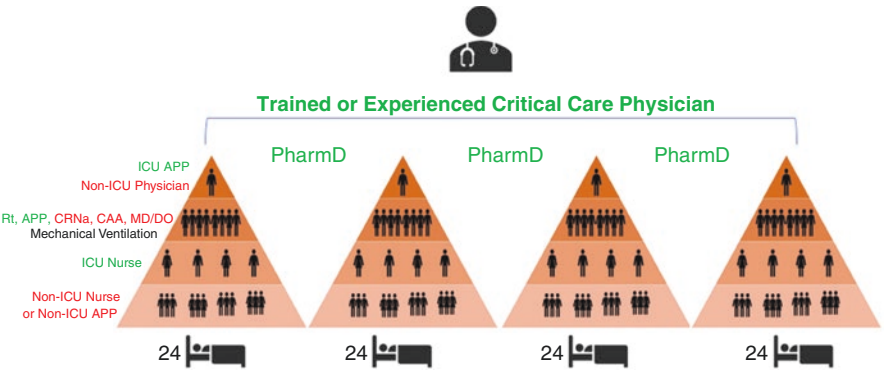 Trained or Experienced Critical Care Physician
PharmD PharmD PharmD
ICU APP
Non-ICU Physician
Rt, APP, CRNa, CAA, MD/DO
Mechanical Ventilation
ICU Nurse
Non-ICU Nurse
or Non-ICU APP
24 24 24 24